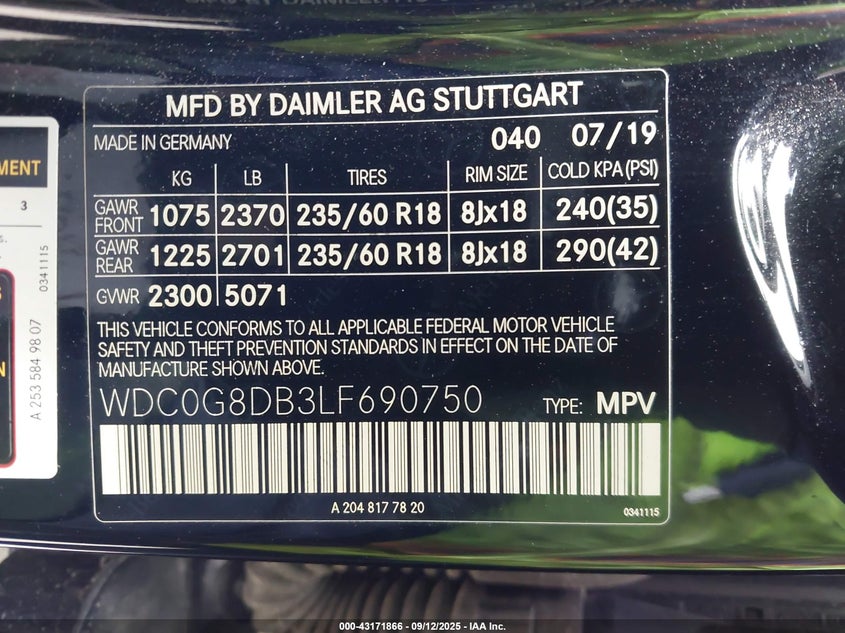 MFD BY DAIMLER AG STUTTGART
MADE IN GERMANY 040 07/19
KG LB TIRES RIM SIZE COLD KPA (PSI)
GAWR FRONT 1075 2370 235/60 R18 8Jx18 240(35)
GAWR REAR 1225 2701 235/60 R18 8Jx18 290(42)
GVWR 2300 5071
THIS VEHICLE CONFORMS TO ALL APPLICABLE FEDERAL MOTOR VEHICLE
SAFETY AND THEFT PREVENTION STANDARDS IN EFFECT ON THE DATE OF
MANUFACTURE SHOWN ABOVE.
WDC0G8DB3LF690750 TYPE: MPV
A 204 817 78 20 0341115
MENT
3
s.
0341115
A 253 584 98 07
N
000-43171866 - 09/12/2025 - IAA Inc.